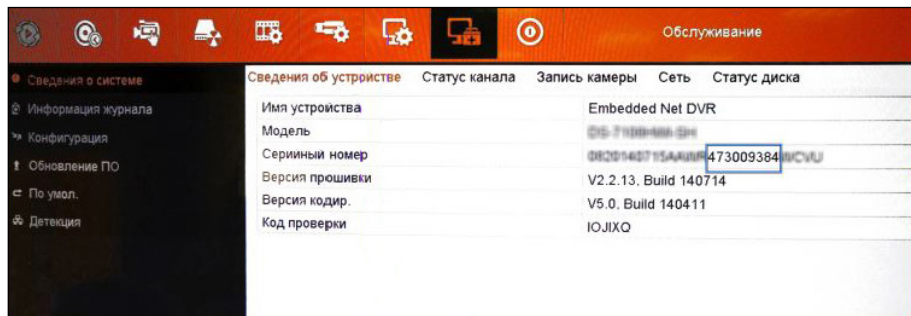 Обслуживание
Сведения о системе
Информация журнала
Конфигурация
Обновление ПО
По умол.
Детекция
Сведения об устройстве Статус канала Запись камеры Сеть Статус диска
Имя устройства Embedded Net DVR
Модель
Серийный номер 473009384
Версия прошивки V2.2.13, Build 140714
Версия кодир. V5.0, Build 140411
Код проверки IOJIXQ